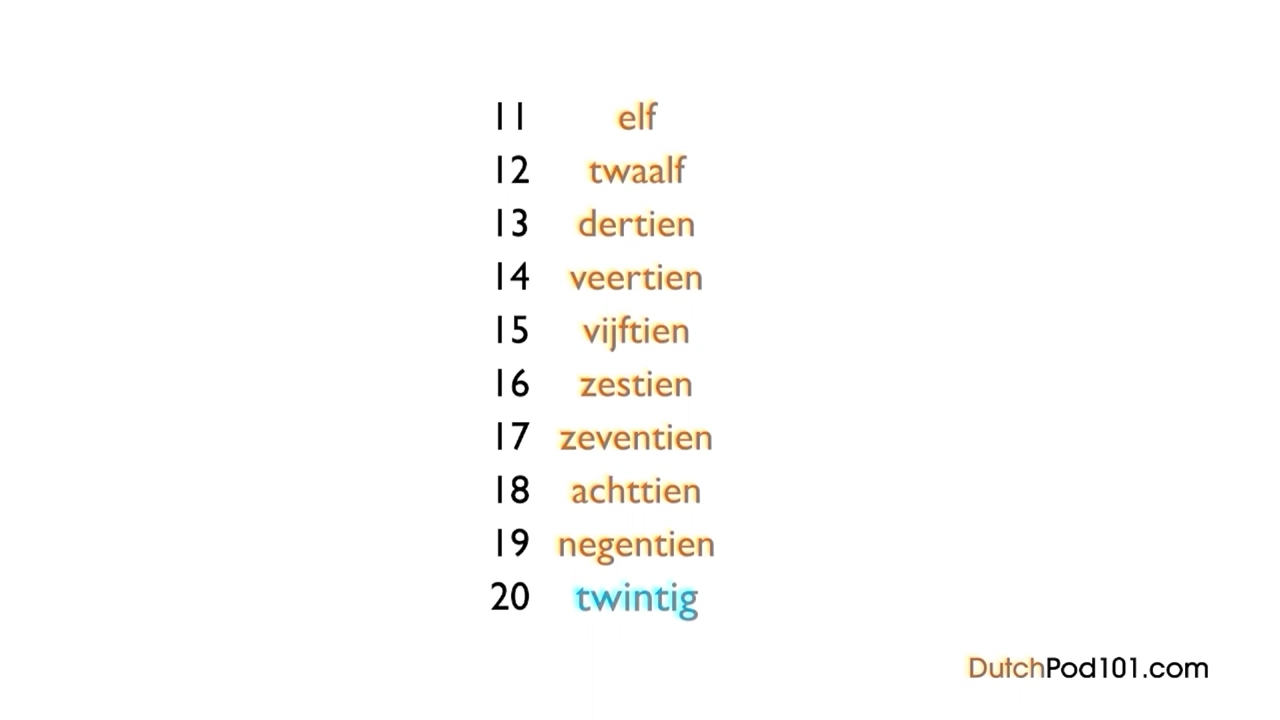 11 elf
12 twaalf
13 dertien
14 veertien
15 vijftien
16 zestien
17 zeventien
18 achttien
19 negentien
20 twintig
DutchPod101.com